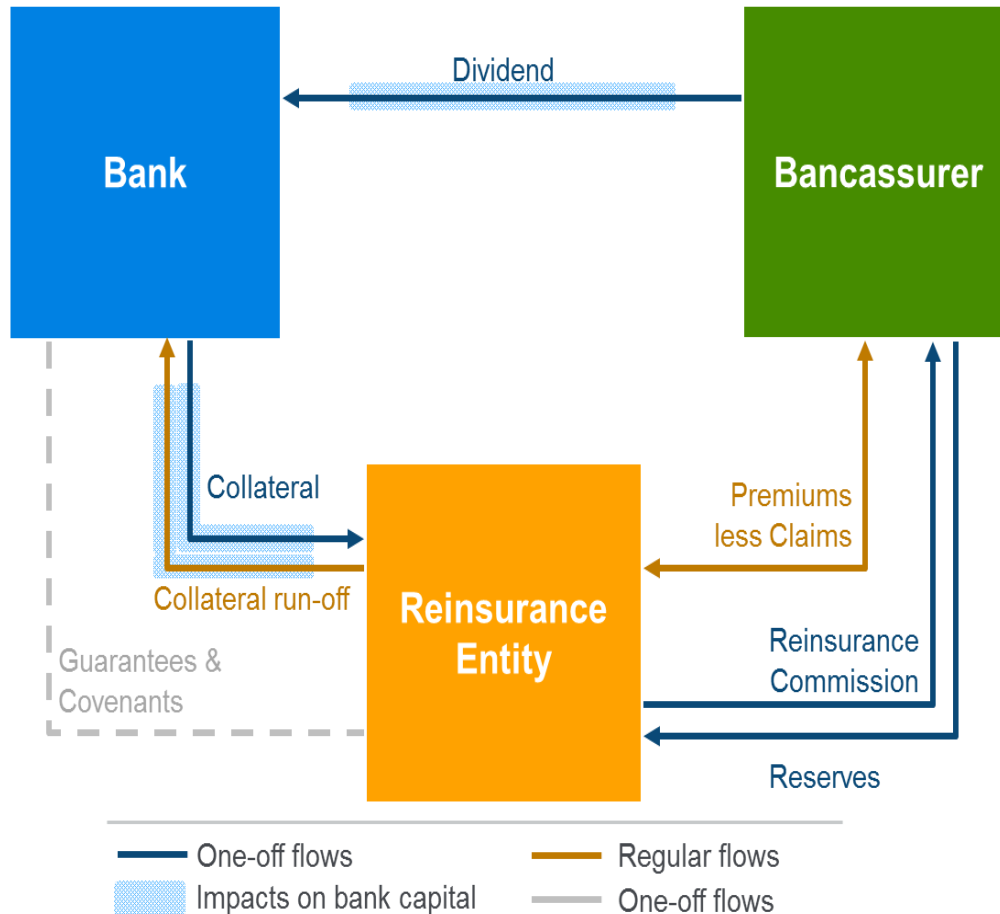 Dividend
Bank
Bancassurer
Collateral
Premiums
less Claims
Collateral run-off
Reinsurance
Entity
Guarantees &
Covenants
Reinsurance
Commission
Reserves
One-off flows
Regular flows
Impacts on bank capital
One-off flows